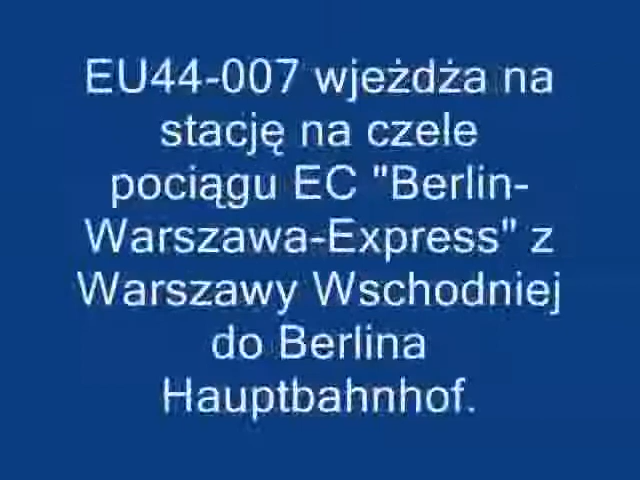 EU44-007 wjeżdża na
stację na czele
pociągu EC "Berlin-
Warszawa-Express" z
Warszawy Wschodniej
do Berlina
Hauptbahnhof.